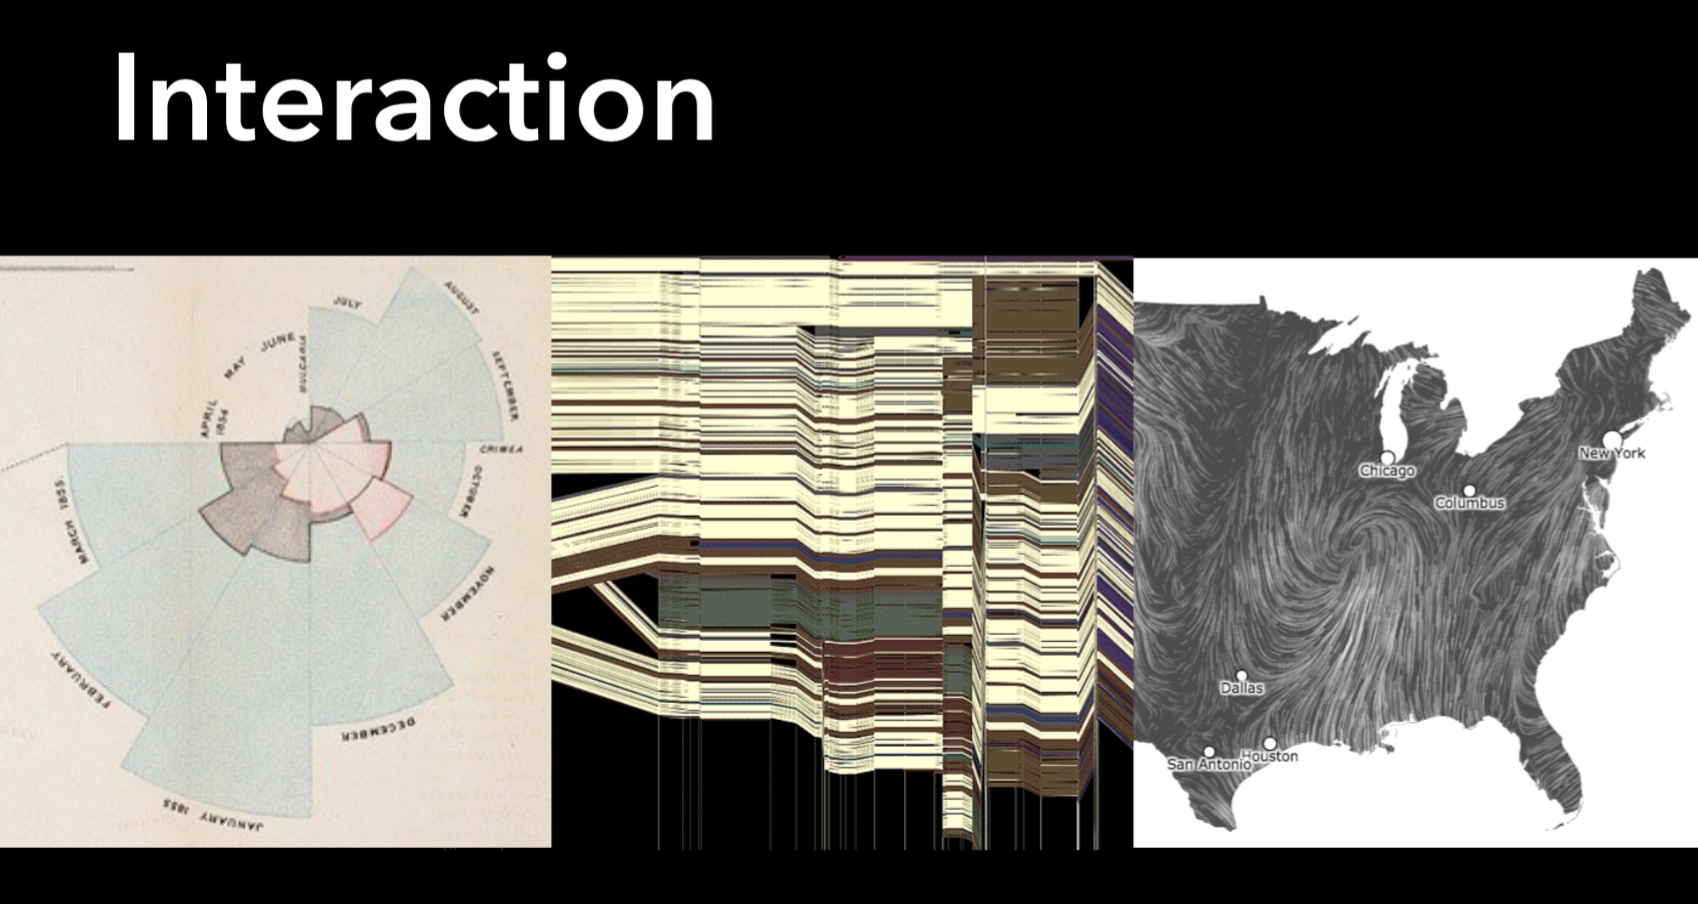 Interaction
JULY
AUGUST
SEPTEMBER
CRIMEA
OCTOBER
NOVEMBER
DECEMBER
JANUARY 1855
FEBRUARY
MARCH 1855
APRIL
1854
MAY
JUNE
BULGARIA
New York
Chicago
Columbus
Dallas
San Antonio
Houston